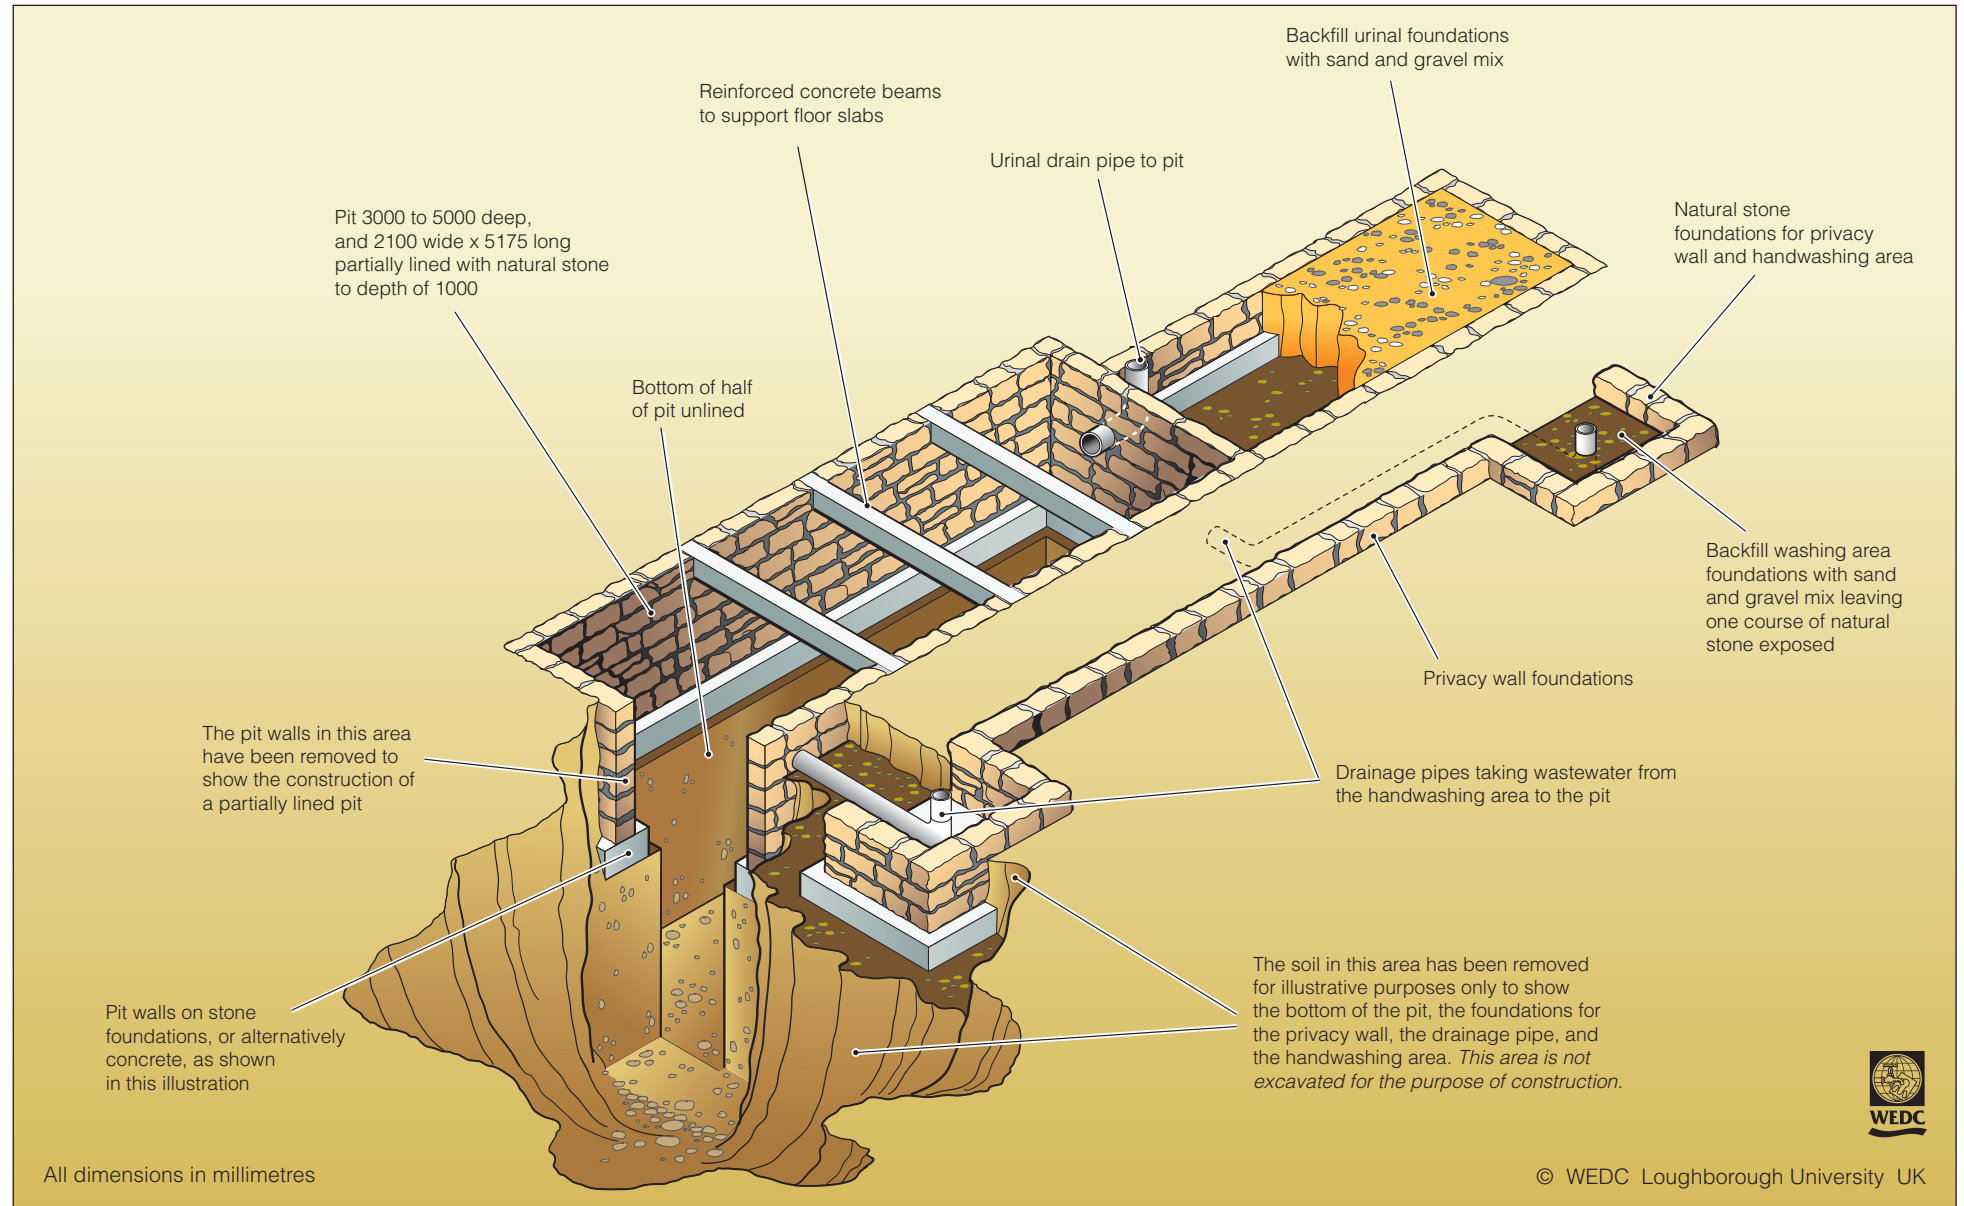 Backfill urinal foundations
with sand and gravel mix
Reinforced concrete beams
to support floor slabs
Urinal drain pipe to pit
Pit 3000 to 5000 deep,
and 2100 wide x 5175 long
partially lined with natural stone
to depth of 1000
Natural stone
foundations for privacy
wall and handwashing area
Bottom of half
of pit unlined
Backfill washing area
foundations with sand
and gravel mix leaving
one course of natural
stone exposed
Privacy wall foundations
The pit walls in this area
have been removed to
show the construction of
a partially lined pit
Drainage pipes taking wastewater from
the handwashing area to the pit
Pit walls on stone
foundations, or alternatively
concrete, as shown
in this illustration
The soil in this area has been removed
for illustrative purposes only to show
the bottom of the pit, the foundations for
the privacy wall, the drainage pipe, and
the handwashing area. This area is not
excavated for the purpose of construction.
WEDC
All dimensions in millimetres
© WEDC Loughborough University UK